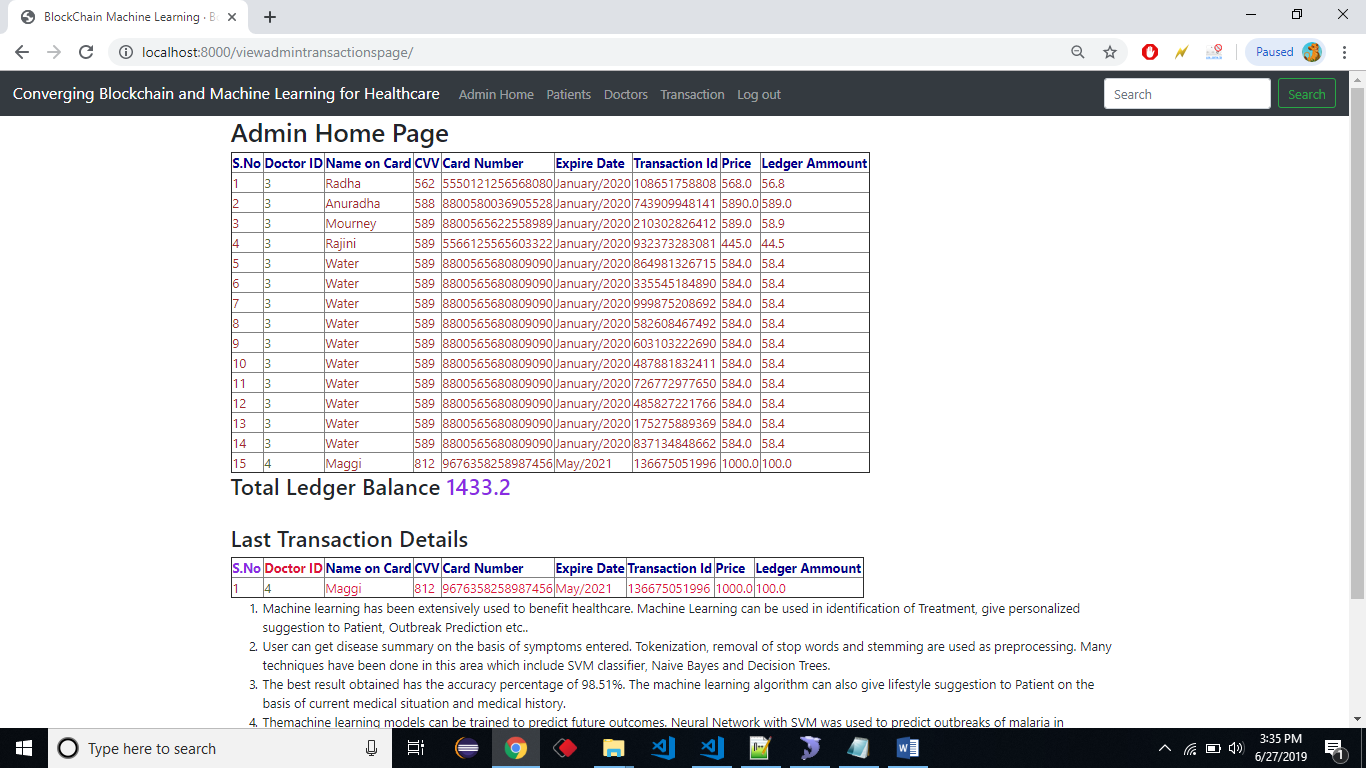 BlockChain Machine Learning · B
localhost:8000/viewadmintransactionspage/
Paused
Converging Blockchain and Machine Learning for Healthcare Admin Home Patients Doctors Transaction Log out Search Search
Admin Home Page
S.No Doctor ID Name on Card CVV Card Number Expire Date Transaction Id Price Ledger Ammount
1 3 Radha 562 5550121256568080 January/2020 108651758808 568.0 56.8
2 3 Anuradha 588 8800580036905528 January/2020 743909948141 5890.0 589.0
3 3 Mourney 589 8800565622558989 January/2020 210302826412 589.0 58.9
4 3 Rajini 589 5566125565603322 January/2020 932373283081 445.0 44.5
5 3 Water 589 8800565680809090 January/2020 864981326715 584.0 58.4
6 3 Water 589 8800565680809090 January/2020 335545184890 584.0 58.4
7 3 Water 589 8800565680809090 January/2020 999875208692 584.0 58.4
8 3 Water 589 8800565680809090 January/2020 582608467492 584.0 58.4
9 3 Water 589 8800565680809090 January/2020 603103222690 584.0 58.4
10 3 Water 589 8800565680809090 January/2020 487881832411 584.0 58.4
11 3 Water 589 8800565680809090 January/2020 726772977650 584.0 58.4
12 3 Water 589 8800565680809090 January/2020 485827221766 584.0 58.4
13 3 Water 589 8800565680809090 January/2020 175275889369 584.0 58.4
14 3 Water 589 8800565680809090 January/2020 837134848662 584.0 58.4
15 4 Maggi 812 9676358258987456 May/2021 136675051996 1000.0 100.0
Total Ledger Balance 1433.2
Last Transaction Details
S.No Doctor ID Name on Card CVV Card Number Expire Date Transaction Id Price Ledger Ammount
1 4 Maggi 812 9676358258987456 May/2021 136675051996 1000.0 100.0
1. Machine learning has been extensively used to benefit healthcare. Machine Learning can be used in identification of Treatment, give personalized
suggestion to Patient, Outbreak Prediction etc..
2. User can get disease summary on the basis of symptoms entered. Tokenization, removal of stop words and stemming are used as preprocessing. Many
techniques have been done in this area which include SVM classifier, Naive Bayes and Decision Trees.
3. The best result obtained has the accuracy percentage of 98.51%. The machine learning algorithm can also give lifestyle suggestion to Patient on the
basis of current medical situation and medical history.
4. Themachine learning models can be trained to predict future outcomes. Neural Network with SVM was used to predict outbreaks of malaria in
Type here to search
3:35 PM
6/27/2019
1